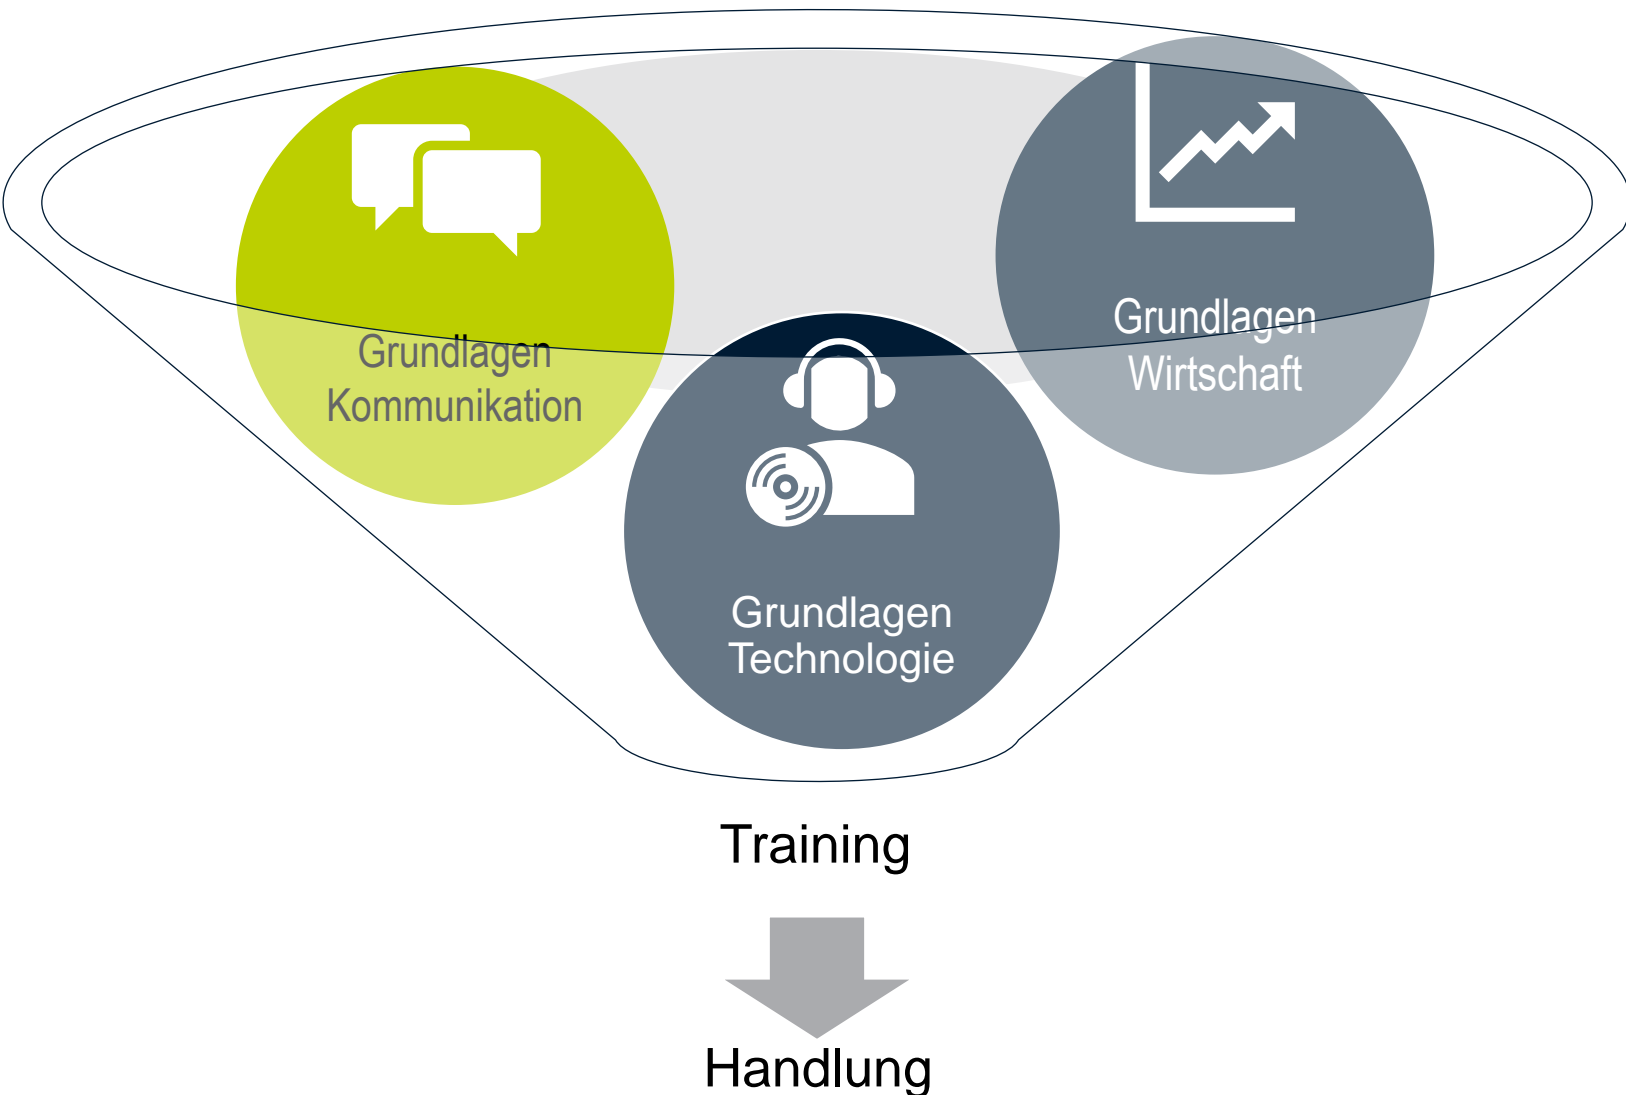 Grundlagen
Kommunikation
Grundlagen
Wirtschaft
Grundlagen
Technologie
Training
Handlung